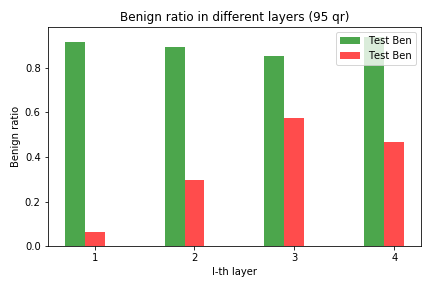 Benign ratio in different layers (95 qr)
Test Ben
Test Ben
Benign ratio
0.8
0.6
0.4
0.2
0.0
1 2 3 4
l-th layer